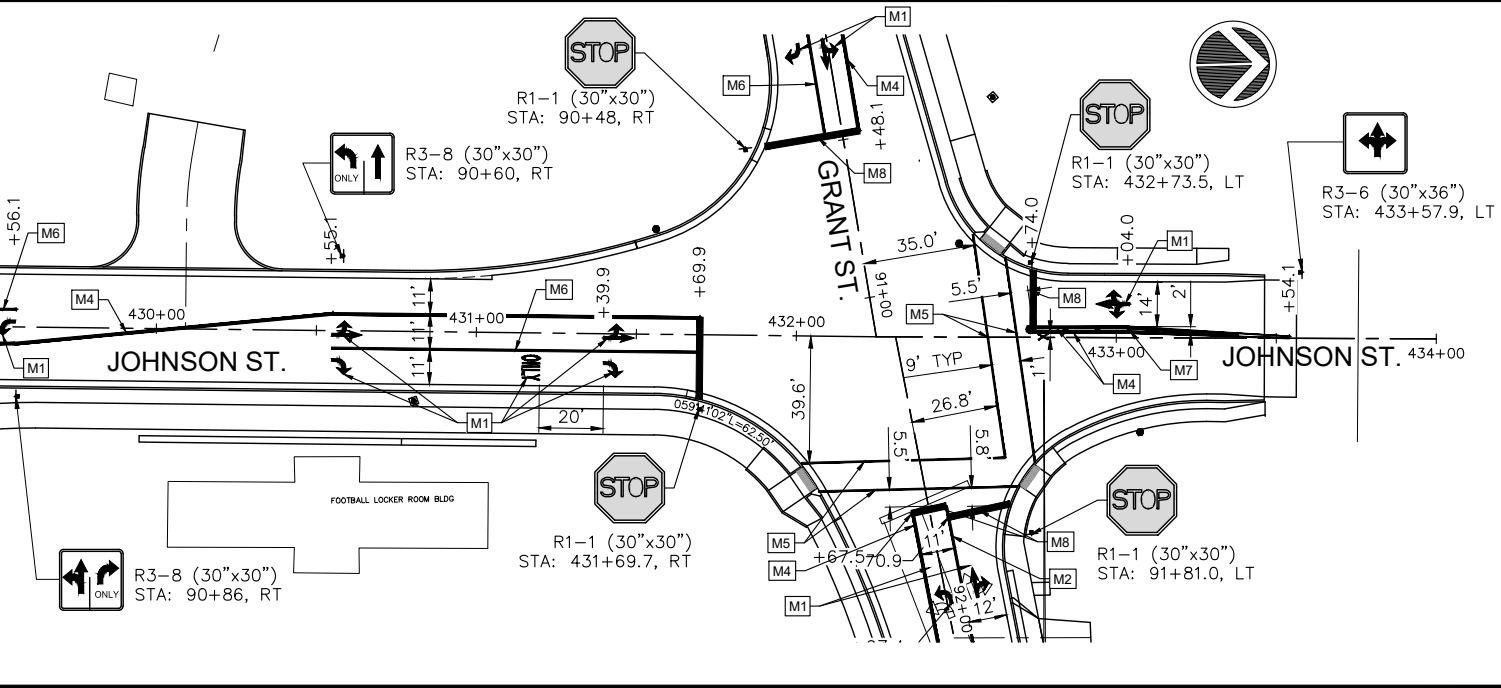 M1
STOP
R1-1 (30"x30")
STA: 90+48, RT
M6
M4
+48.1
M8
STOP
R1-1 (30"x30")
STA: 432+73.5, LT
R3-6 (30"x36")
STA: 433+57.9, LT
ONLY
R3-8 (30"x30")
STA: 90+60, RT
GRANT ST.
91+00
+56.1
M6
+55.1
+39.9
+69.9
35.0'
+74.0
+04.0
M1
+54.1
M4
430+00
11'
11'
11'
431+00
M6
432+00
5.5'
M5
M8
14'
2'
433+00
434+00
JOHNSON ST.
JOHNSON ST.
M1
ONLY
M1
20'
39.6'
9' TYP
26.8'
1'
M4
M7
L=62.50'
5.5'
5.8'
FOOTBALL LOCKER ROOM BLDG
STOP
R1-1 (30"x30")
STA: 431+69.7, RT
STOP
R1-1 (30"x30")
STA: 91+81.0, LT
M5
M4
M1
+67.5
70.9
11'
M8
M2
92+00
12'
ONLY
R3-8 (30"x30")
STA: 90+86, RT